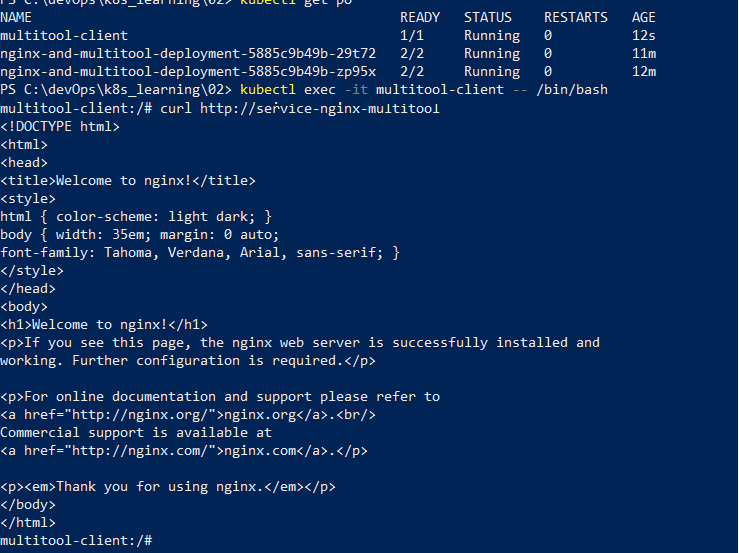 PS C:\devOps\k8s_learning\02> kubectl get po
NAME READY STATUS RESTARTS AGE
multitool-client 1/1 Running 0 12s
nginx-and-multitool-deployment-5885c9b49b-29t72 2/2 Running 0 11m
nginx-and-multitool-deployment-5885c9b49b-zp95x 2/2 Running 0 12m
PS C:\devOps\k8s_learning\02> kubectl exec -it multitool-client -- /bin/bash
multitool-client:/# curl http://service-nginx-multitool
<!DOCTYPE html>
<html>
<head>
<title>Welcome to nginx!</title>
<style>
html { color-scheme: light dark; }
body { width: 35em; margin: 0 auto;
font-family: Tahoma, Verdana, Arial, sans-serif; }
</style>
</head>
<body>
<h1>Welcome to nginx!</h1>
<p>If you see this page, the nginx web server is successfully installed and
working. Further configuration is required.</p>
<p>For online documentation and support please refer to
<a href="http://nginx.org/">nginx.org</a>.<br/>
Commercial support is available at
<a href="http://nginx.com/">nginx.com</a>.</p>
<p><em>Thank you for using nginx.</em></p>
</body>
</html>
multitool-client:/#